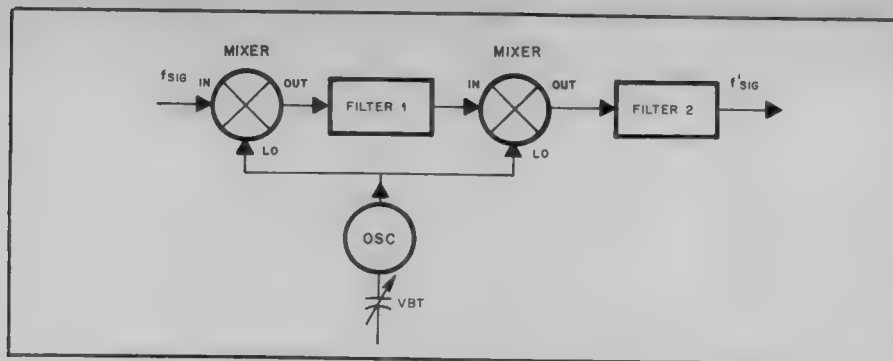 MIXER
MIXER
fSIG IN
OUT
FILTER 1
IN
OUT
FILTER 2
f'SIG
LO
LO
OSC
VBT